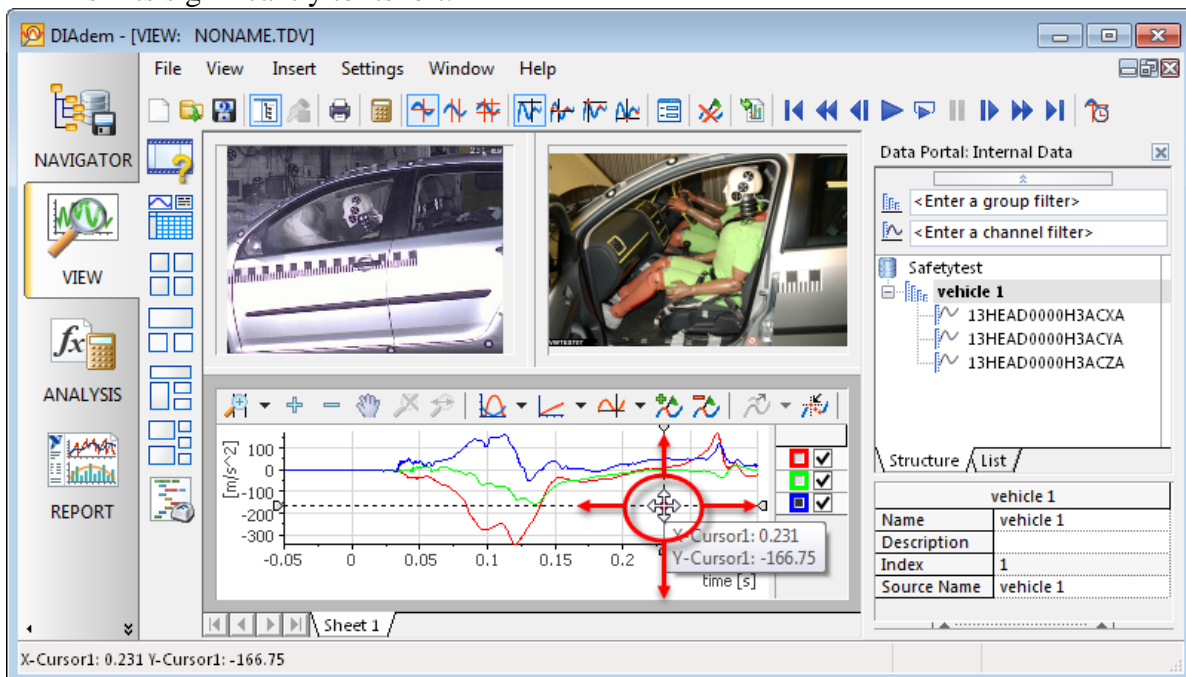 DIAdem - [VIEW: NONAME.TDV]
File View Insert Settings Window Help
NAVIGATOR
VIEW
ANALYSIS
REPORT
Data Portal: Internal Data
<Enter a group filter>
<Enter a channel filter>
Safetytest
vehicle 1
13HEAD0000H3ACXA
13HEAD0000H3ACYA
13HEAD0000H3ACZA
Structure List
vehicle 1
Name vehicle 1
Description
Index 1
Source Name vehicle 1
[m/s^2]
100
0
-100
-200
-300
-0.05 0 0.05 0.1 0.15 0.2
time [s]
X-Cursor1: 0.231
Y-Cursor1: -166.75
Sheet 1
X-Cursor1: 0.231 Y-Cursor1: -166.75